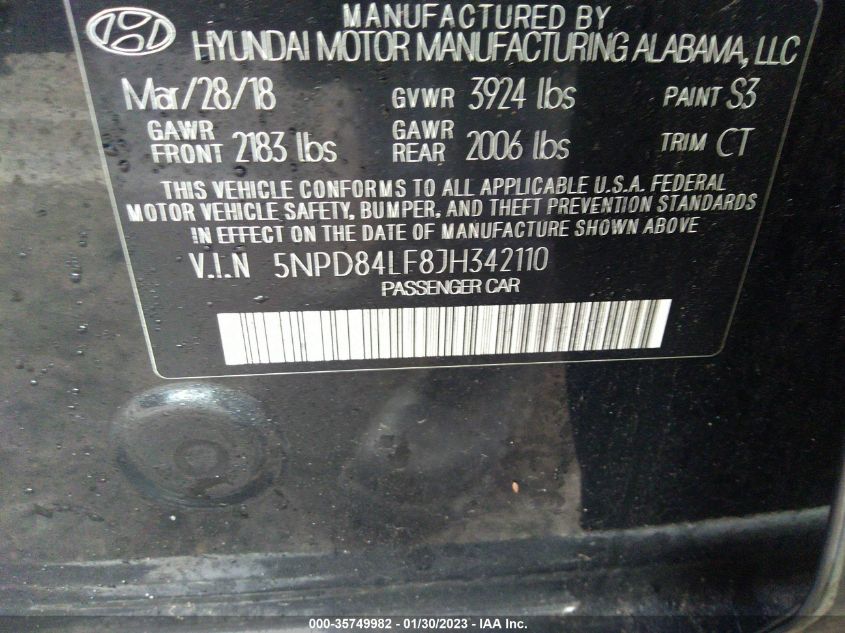 MANUFACTURED BY
HYUNDAI MOTOR MANUFACTURING ALABAMA, LLC
Mar/28/18 GVWR 3924 lbs PAINT S3
GAWR FRONT 2183 lbs GAWR REAR 2006 lbs TRIM CT
THIS VEHICLE CONFORMS TO ALL APPLICABLE U.S.A. FEDERAL
MOTOR VEHICLE SAFETY, BUMPER, AND THEFT PREVENTION STANDARDS
IN EFFECT ON THE DATE OF MANUFACTURE SHOWN ABOVE
V.I.N 5NPD84LF8JH342110
PASSENGER CAR
000-35749982 - 01/30/2023 - IAA Inc.